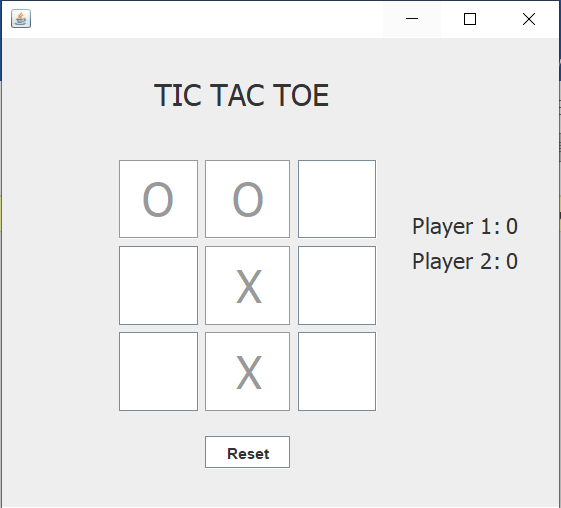 TIC TAC TOE
O O
Player 1: 0
Player 2: 0
X
X
Reset